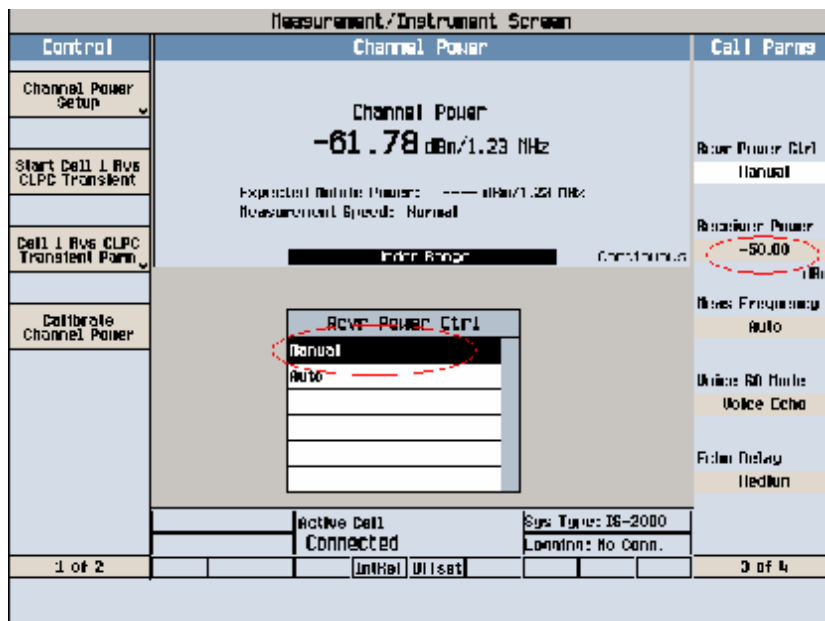 Measurement/Instrument Screen
Control
Channel Power Setup
Start Cell 1 Rvs CLPC Transient
Cell 1 Rvs CLPC Transient Parm
Calibrate Channel Power
1 of 2
Channel Power
Channel Power
-61.78 dBm/1.23 MHz
Expected Mobile Power: ---- dBm/1.23 MHz
Measurement Speed: Normal
Under Range
Continuous
Rcvr Power Ctrl
Manual
Auto
Active Cell
Connected
Sys Type: IS-2000
Logging: No Conn.
IntRef
Offset
Call Parms
Rcvr Power Ctrl
Manual
Receiver Power
-50.00
dBm
Meas Frequency
Auto
Voice SO Mode
Voice Echo
Echo Delay
Medium
3 of 4